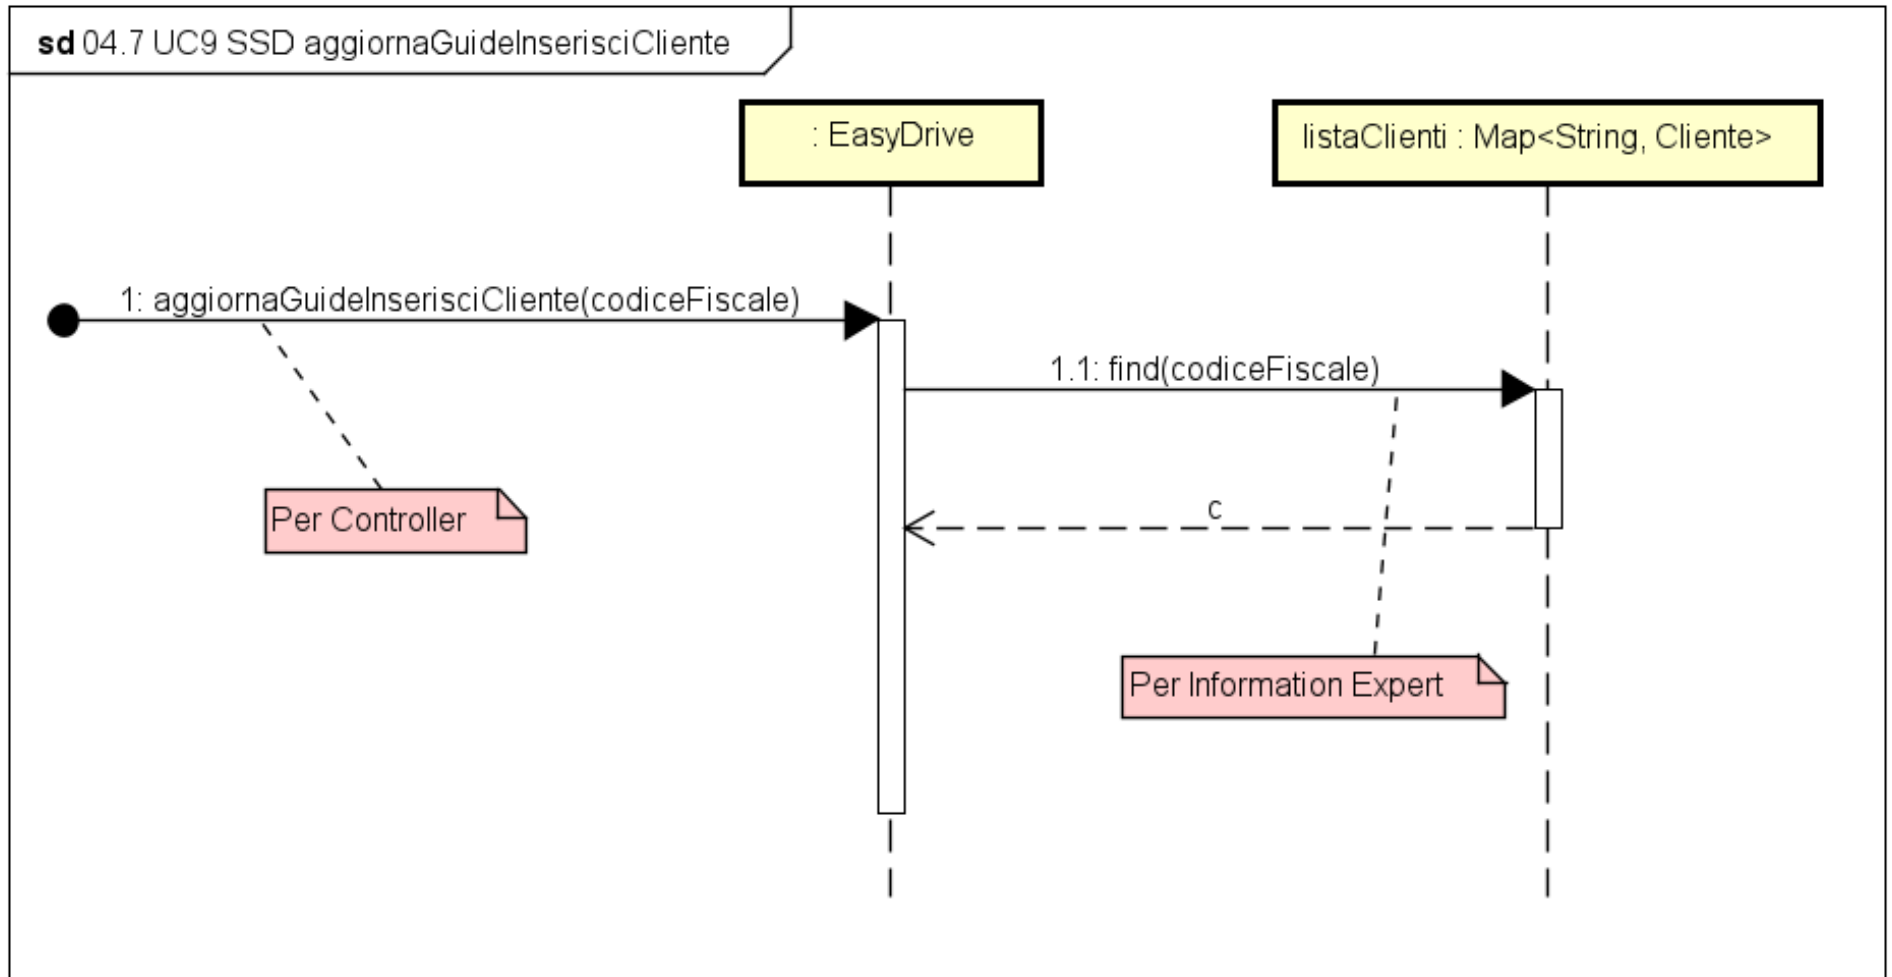 sd 04.7 UC9 SSD aggiornaGuideInserisciCliente
: EasyDrive
listaClienti : Map<String, Cliente>
1: aggiornaGuideInserisciCliente(codiceFiscale)
1.1: find(codiceFiscale)
c
Per Controller
Per Information Expert